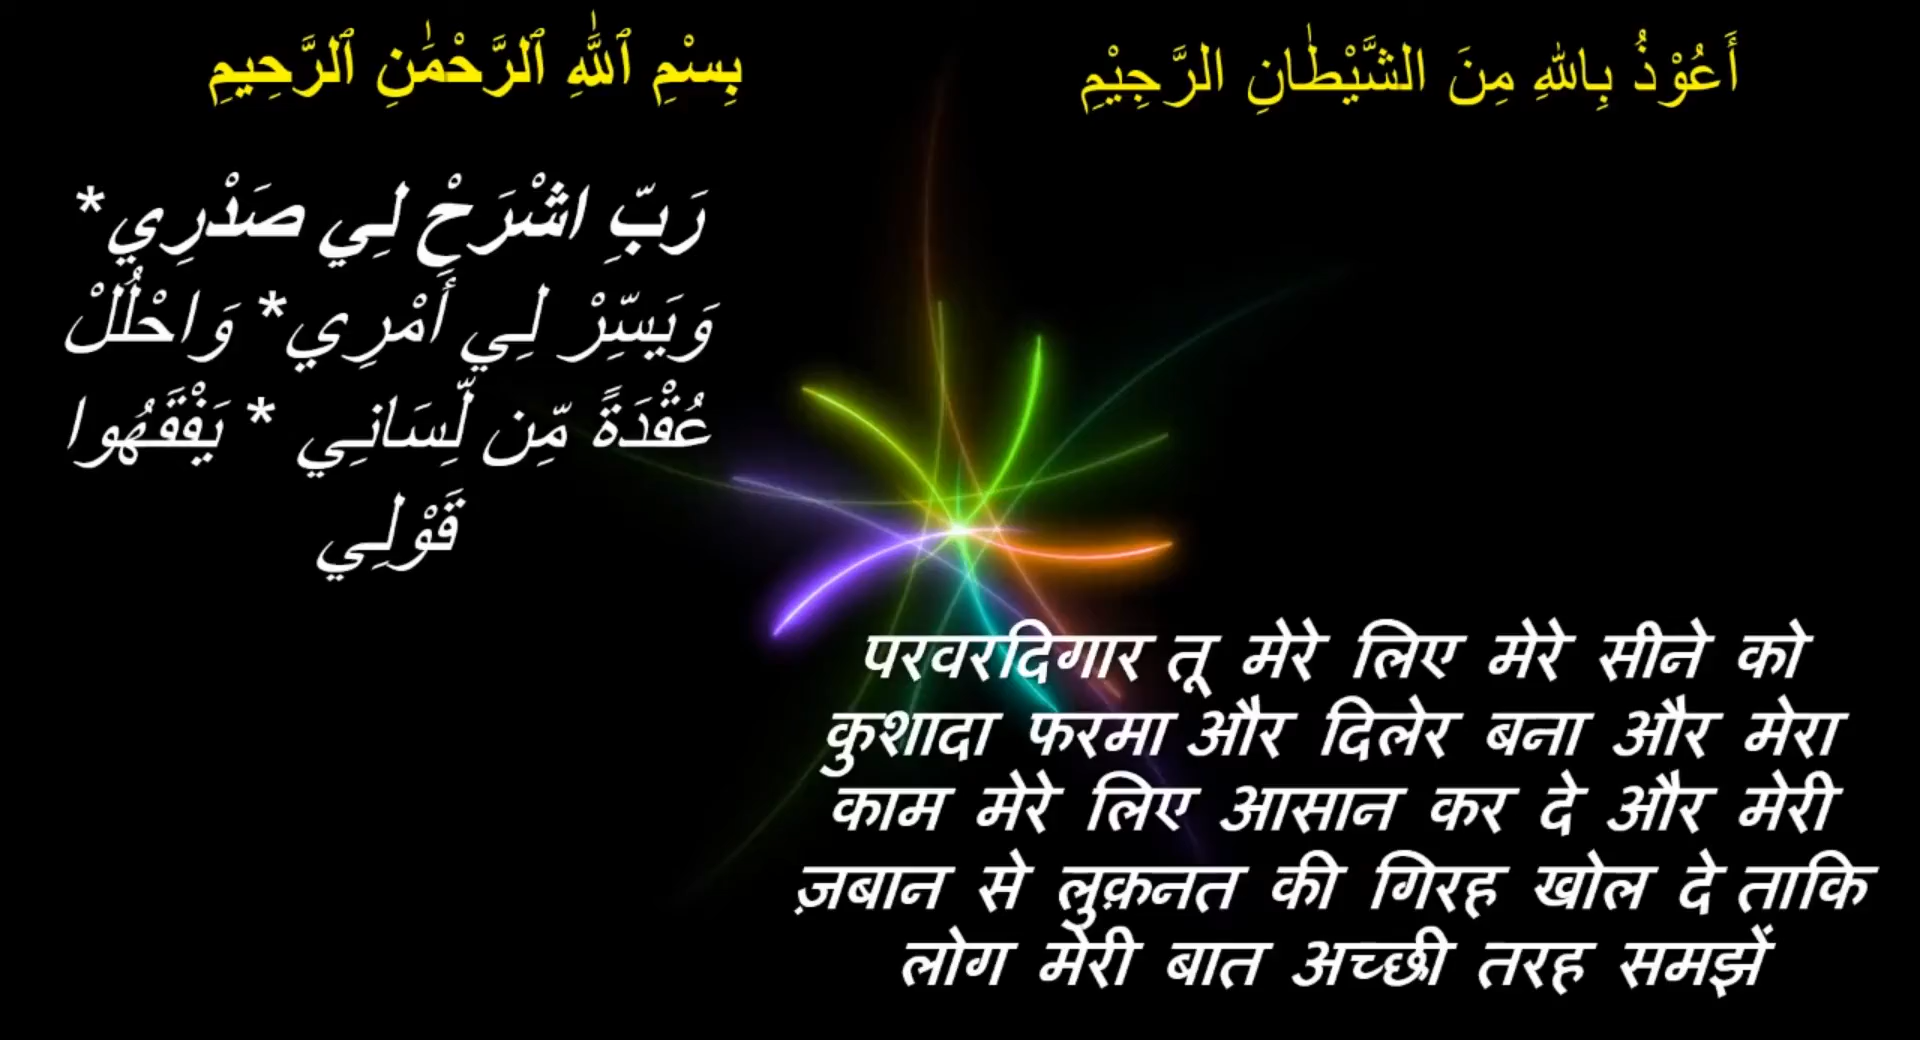 أَعُوْذُ بِاللهِ مِنَ الشَّيْطٰانِ الرَّجِيْمِ
بِسْمِ ٱللَّٰهِ ٱلرَّحْمَٰنِ ٱلرَّحِيمِ
رَبِّ اشْرَحْ لِي صَدْرِي*
وَيَسِّرْ لِي أَمْرِي* وَاحْلُلْ
عُقْدَةً مِّن لِّسَانِي * يَفْقَهُوا
قَوْلِي
परवरदिगार तू मेरे लिए मेरे सीने को
कुशादा फरमा और दिलेर बना और मेरा
काम मेरे लिए आसान कर दे और मेरी
ज़बान से लुक़नत की गिरह खोल दे ताकि
लोग मेरी बात अच्छी तरह समझें